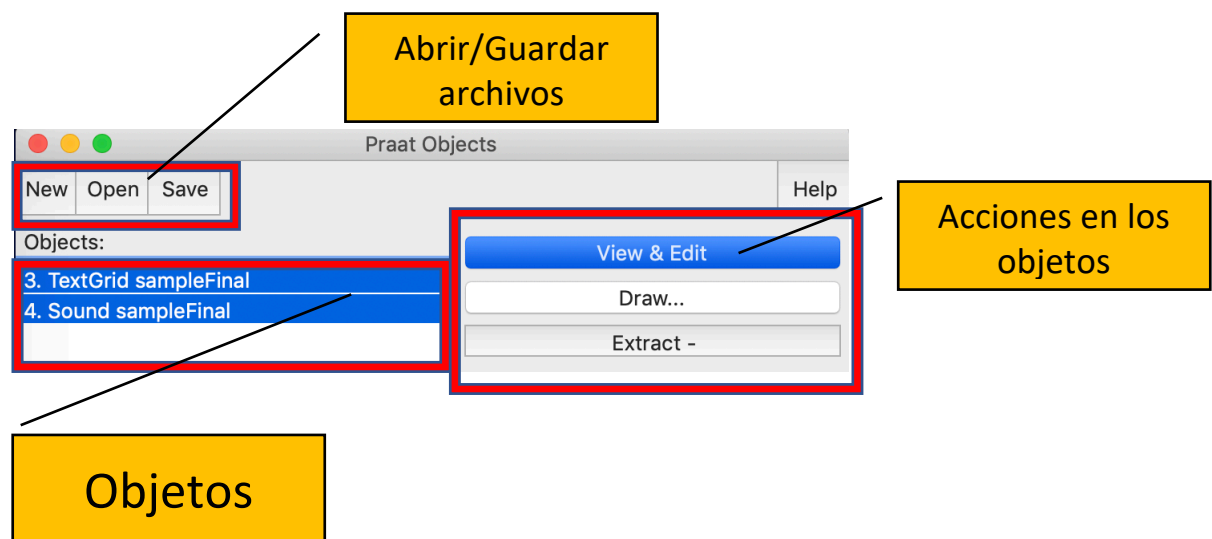 Abrir/Guardar
archivos
Praat Objects
New Open Save
Help
Objects:
3. TextGrid sampleFinal
4. Sound sampleFinal
View & Edit
Draw...
Extract -
Acciones en los
objetos
Objetos